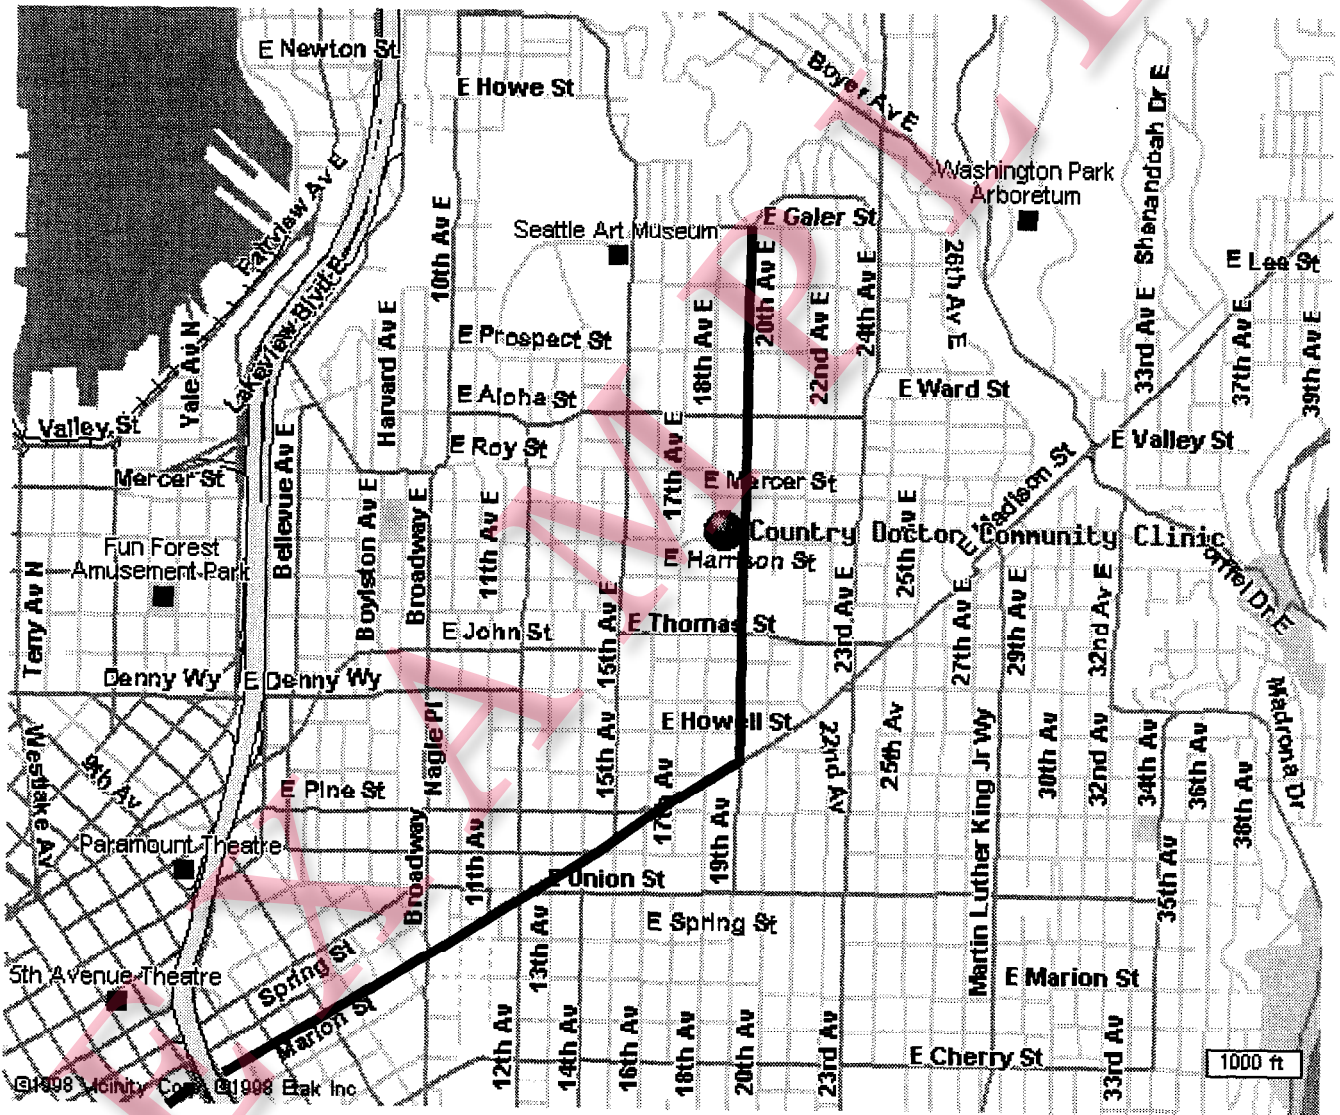 E Newton St
E Howe St
Boyer Av E
Shenandoah Dr E
Washington Park
Arboretum
Fairview Av E
10th Av E
Seattle Art Museum
E Galer St
20th Av E
24th Av E
26th Av E
E Lee St
Lakeview Blvd E
Yale Av N
Harvard Av E
E Prospect St
18th Av E
22nd Av E
33rd Av E
37th Av E
39th Av E
E Aloha St
E Ward St
Valley St
E Roy St
17th Av E
E Valley St
Mercer St
Bellevue Av E
E Mercer St
E Madison St
Boylston Av E
Broadway E
11th Av E
25th Av E
Country Doctor Community Clinic
Fun Forest
Amusement Park
E Harrison St
Terry Av N
15th Av E
23rd Av E
27th Av E
29th Av E
32nd Av E
E John St
E Thomas St
Denny Wy
E Denny Wy
Madrona Dr
Westlake Av
9th Av
Nagle Pl
15th Av
E Howell St
22nd Av
25th Av
Martin Luther King Jr Wy
30th Av
32nd Av
34th Av
36th Av
38th Av
E Pine St
17th Av
19th Av
Paramount Theatre
Broadway
11th Av
E Union St
35th Av
E Spring St
5th Avenue Theatre
Spring St
13th Av
E Marion St
Marion St
12th Av
14th Av
16th Av
18th Av
20th Av
23rd Av
E Cherry St
33rd Av
1000 ft
©1998 Vicinity Corp ©1998 Etak Inc
EXAMPLE